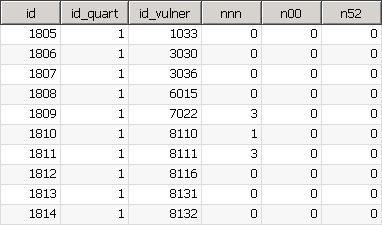 id id_quart id_vulner nnn n00 n52
1805 1 1033 0 0 0
1806 1 3030 0 0 0
1807 1 3036 0 0 0
1808 1 6015 0 0 0
1809 1 7022 3 0 0
1810 1 8110 1 0 0
1811 1 8111 3 0 0
1812 1 8116 0 0 0
1813 1 8131 0 0 0
1814 1 8132 0 0 0